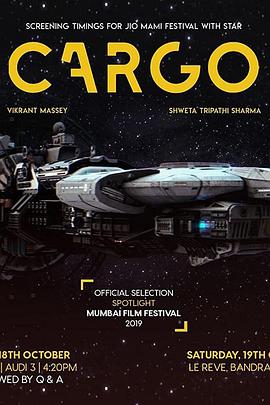 SCREENING TIMINGS FOR JIO MAMI FESTIVAL WITH STAR
CARGO
VIKRANT MASSEY
SHWETA TRIPATHI SHARMA
OFFICIAL SELECTION
SPOTLIGHT
MUMBAI FILM FESTIVAL
2019
18TH OCTOBER
| AUDI 3 | 4:20PM
WED BY Q & A
SATURDAY, 19TH O
LE REVE, BANDRA